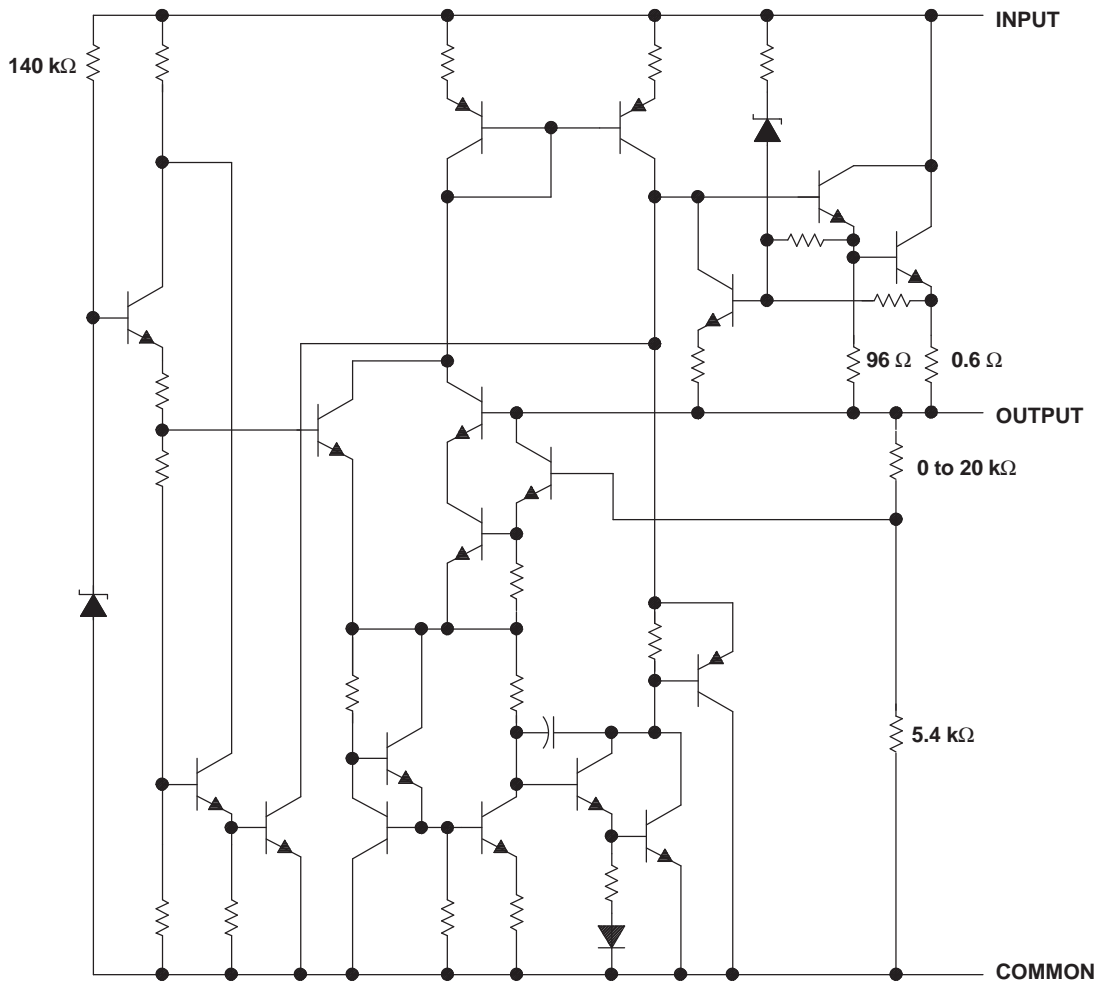 INPUT
140 kΩ
96 Ω
0.6 Ω
OUTPUT
0 to 20 kΩ
5.4 kΩ
COMMON